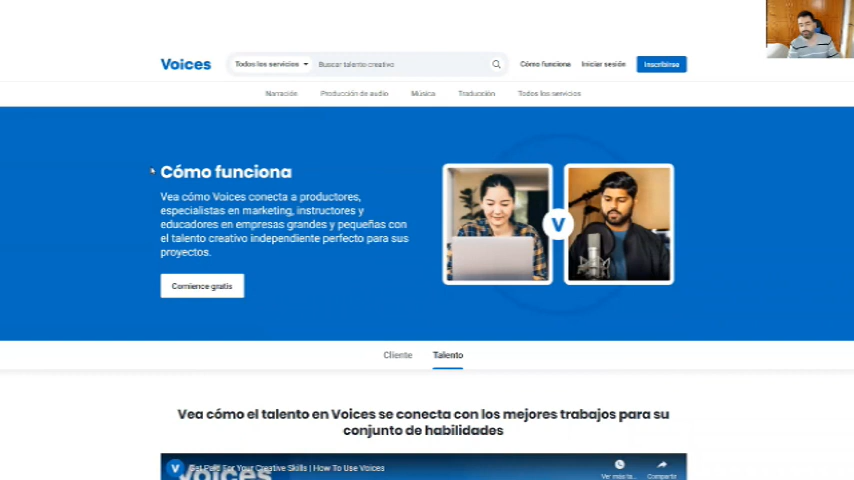 Voices
Todos los servicios
Buscar talento creativo
Cómo funciona
Iniciar sesión
Inscribirse
Narración
Producción de audio
Música
Traducción
Todos los servicios
Cómo funciona
Vea cómo Voices conecta a productores,
especialistas en marketing, instructores y
educadores en empresas grandes y pequeñas con
el talento creativo independiente perfecto para sus
proyectos.
Comience gratis
V
Cliente
Talento
Vea cómo el talento en Voices se conecta con los mejores trabajos para su
conjunto de habilidades
V
Get Paid For Your Creative Skills | How To Use Voices
voices
Ver más ta...
Compartir